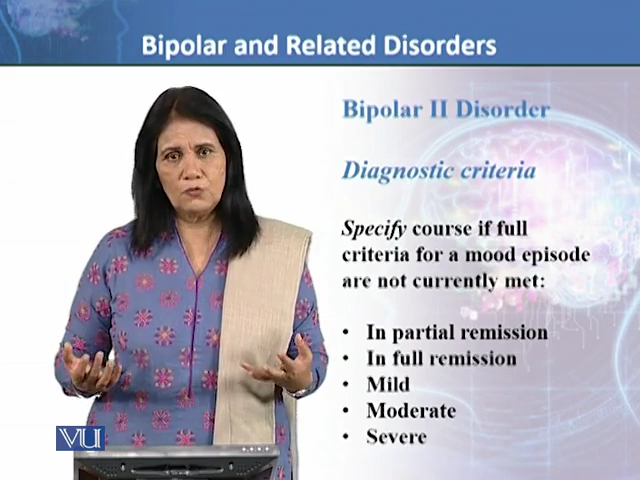 Bipolar and Related Disorders
Bipolar II Disorder
Diagnostic criteria
Specify course if full
criteria for a mood episode
are not currently met:
• In partial remission
• In full remission
• Mild
• Moderate
• Severe
VU